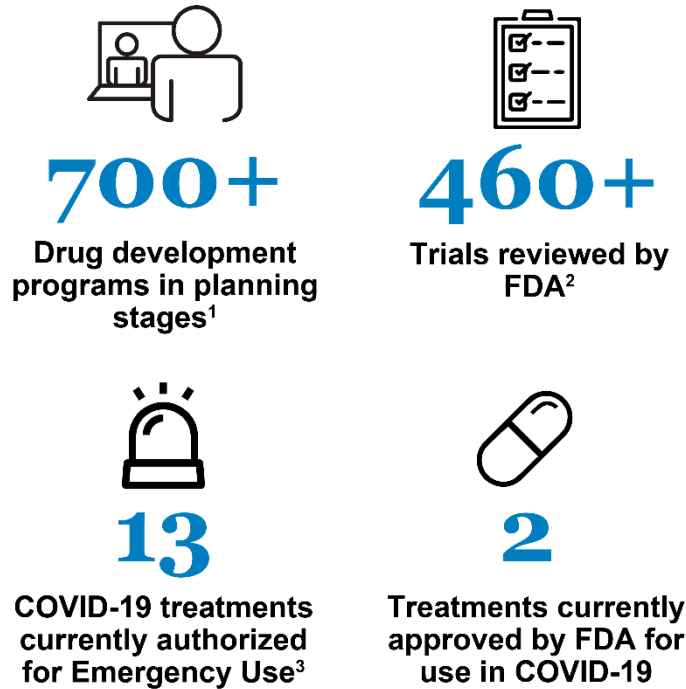 700+
Drug development
programs in planning
stages¹
460+
Trials reviewed by
FDA²
13
COVID-19 treatments
currently authorized
for Emergency Use³
2
Treatments currently
approved by FDA for
use in COVID-19